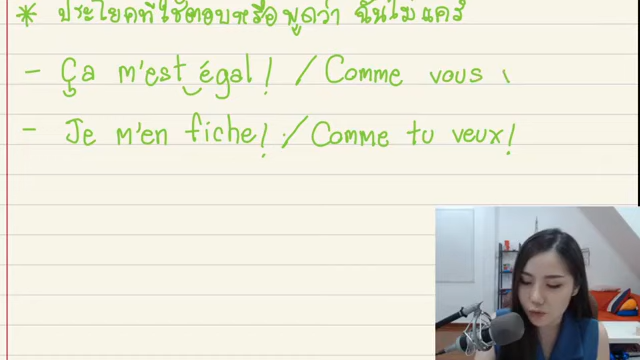 * ประโยคที่ใช้ตอบหรือพูดว่า ฉันไม่แคร์
- Ça m'est égal! / Comme vous
- Je m'en fiche! / Comme tu veux!